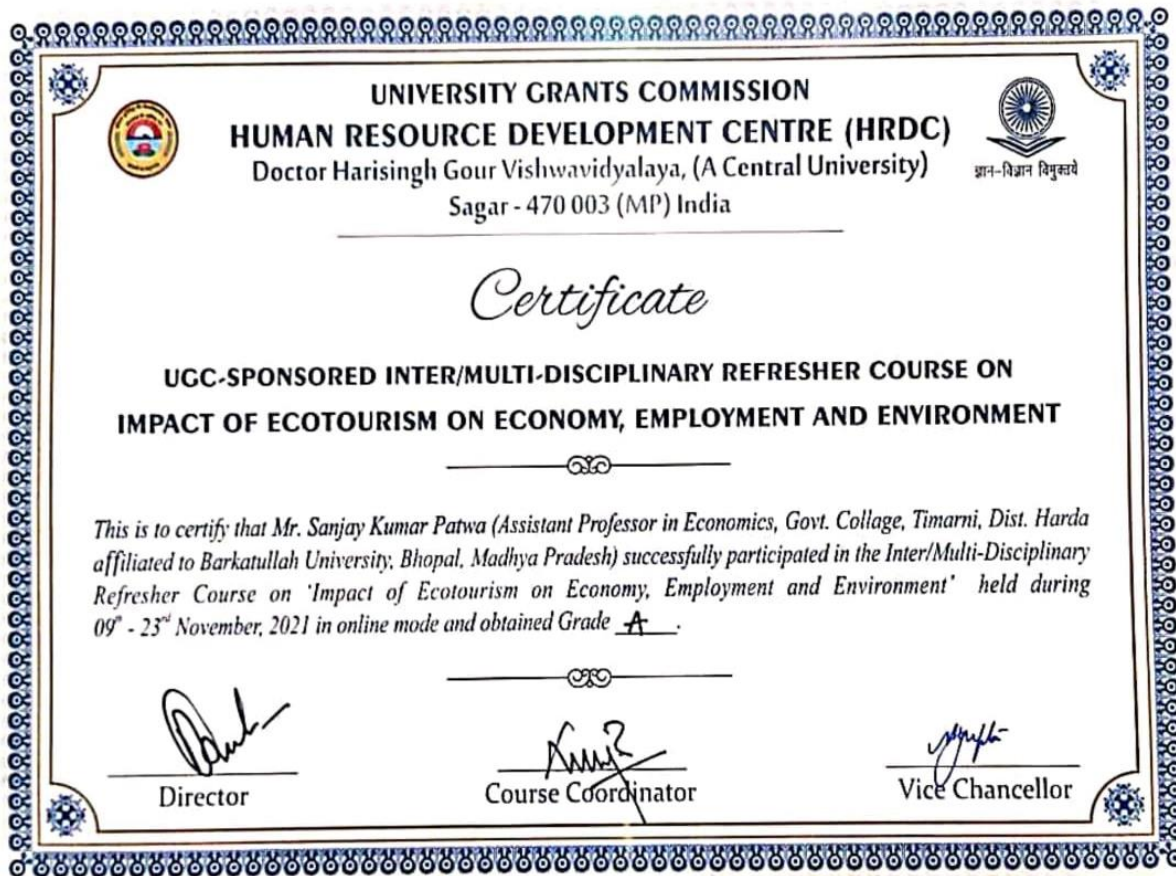 UNIVERSITY GRANTS COMMISSION
HUMAN RESOURCE DEVELOPMENT CENTRE (HRDC)
Doctor Harisingh Gour Vishwavidyalaya, (A Central University)
Sagar - 470 003 (MP) India
ज्ञान-विज्ञान विमुक्तये
Certificate
UGC-SPONSORED INTER/MULTI-DISCIPLINARY REFRESHER COURSE ON
IMPACT OF ECOTOURISM ON ECONOMY, EMPLOYMENT AND ENVIRONMENT
This is to certify that Mr. Sanjay Kumar Patwa (Assistant Professor in Economics, Govt. Collage, Timarni, Dist. Harda
affiliated to Barkatullah University, Bhopal, Madhya Pradesh) successfully participated in the Inter/Multi-Disciplinary
Refresher Course on 'Impact of Ecotourism on Economy, Employment and Environment' held during
09th - 23rd November, 2021 in online mode and obtained Grade A.
Director
Course Coordinator
Vice Chancellor